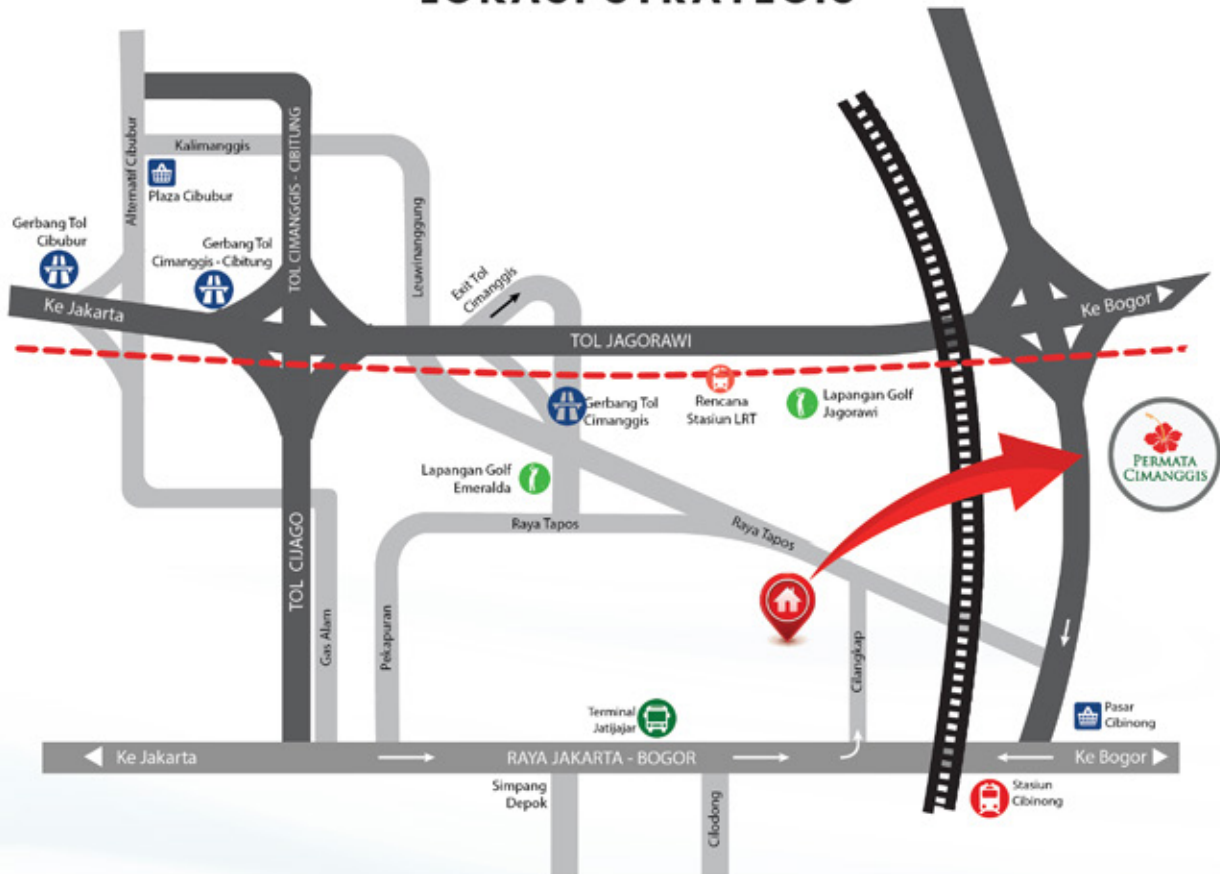 LOKASI STRATEGIS
Alternatif Cibubur
Kalimanggis
Plaza Cibubur
TOL CIMANGGIS - CIBITUNG
Gerbang Tol
Cibubur
Gerbang Tol
Cimanggis - Cibitung
Leuwinanggung
Exit Tol
Cimanggis
Ke Jakarta
TOL JAGORAWI
Ke Bogor
Gerbang Tol
Cimanggis
Rencana
Stasiun LRT
Lapangan Golf
Jagorawi
PERMATA
CIMANGGIS
Lapangan Golf
Emeralda
Raya Tapos
Raya Tapos
TOL CIJAGO
Gas Alam
Pekapuran
Cilangkap
Terminal
Jatijajar
Pasar
Cibinong
Ke Jakarta
RAYA JAKARTA - BOGOR
Ke Bogor
Simpang
Depok
Cilodong
Stasiun
Cibinong